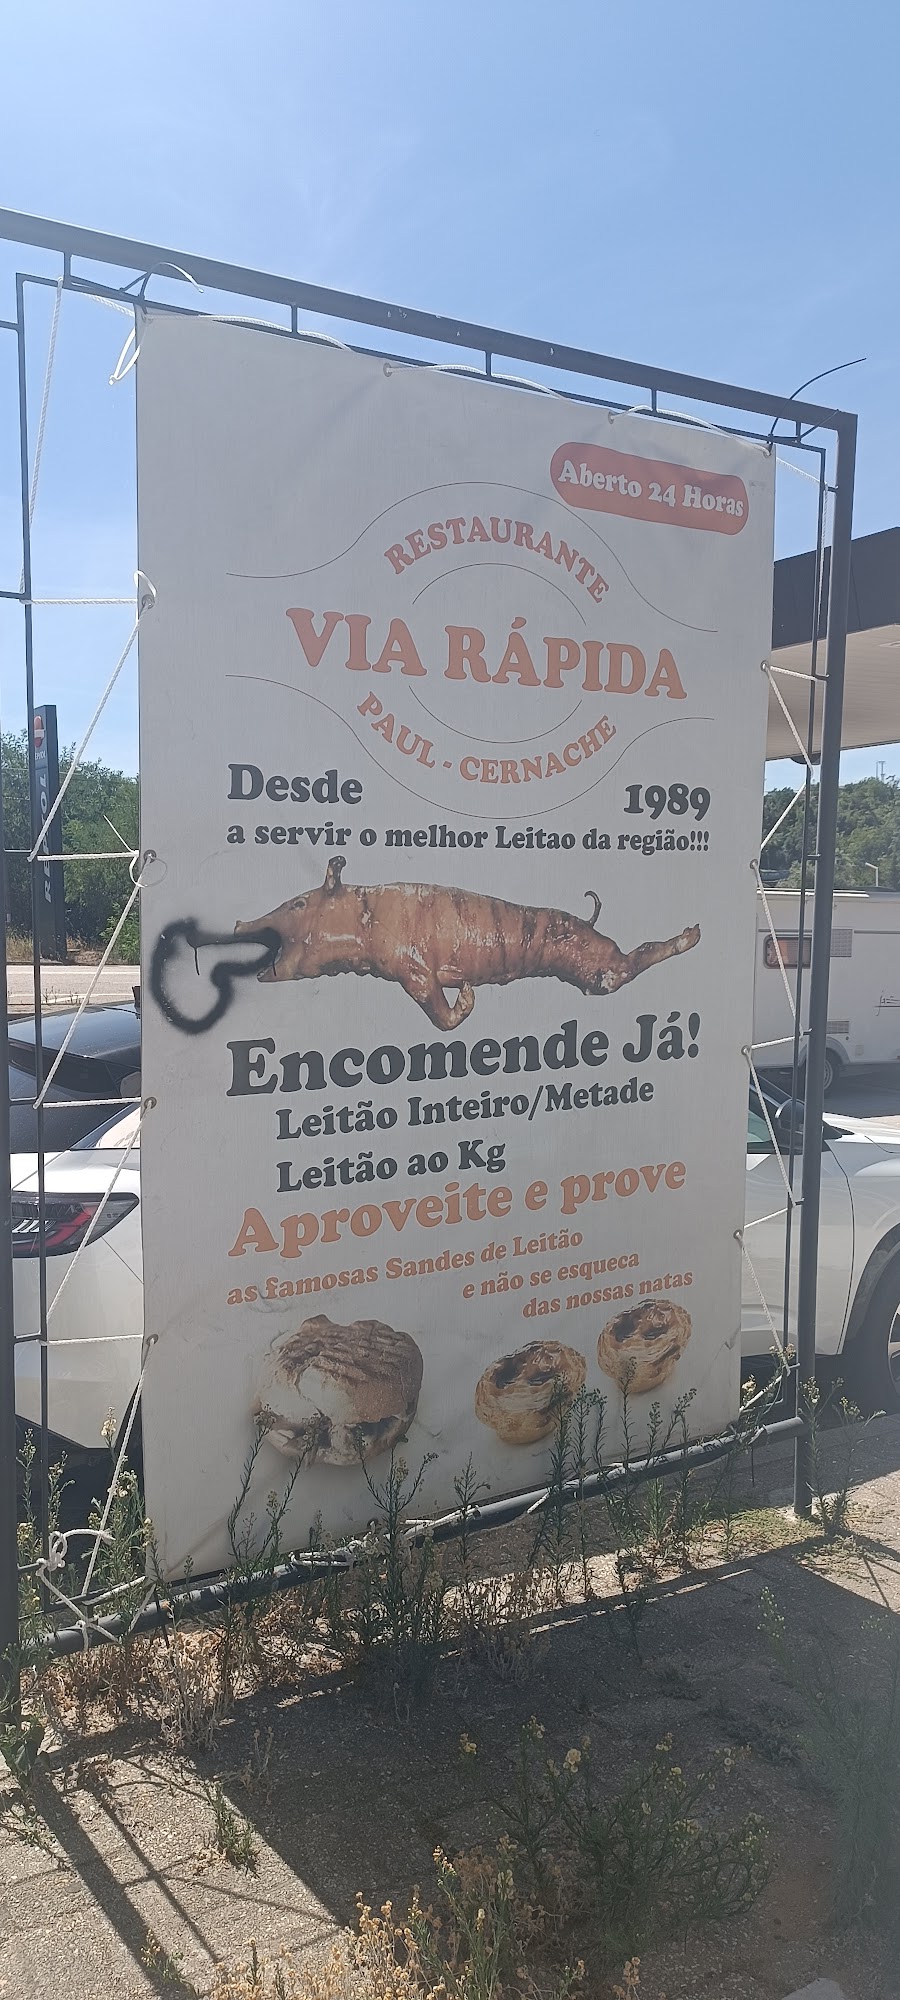 Aberto 24 Horas
RESTAURANTE
VIA RÁPIDA
PAUL - CERNACHE
Desde 1989
a servir o melhor Leitao da região!!!
Encomende Já!
Leitão Inteiro/Metade
Leitão ao Kg
Aproveite e prove
as famosas Sandes de Leitão
e não se esqueca
das nossas natas
REPSOL